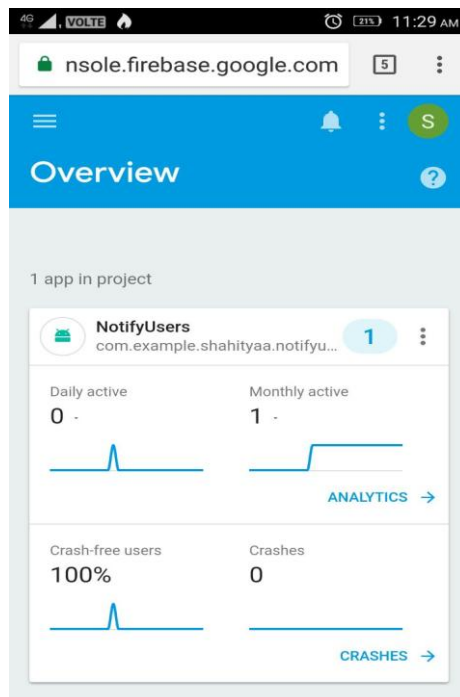 4G VOLTE 21% 11:29 AM
nsole.firebase.google.com 5
S
Overview
?
1 app in project
NotifyUsers
com.example.shahityaa.notifyu... 1
Daily active Monthly active
0 - 1 -
ANALYTICS →
Crash-free users Crashes
100% 0
CRASHES →